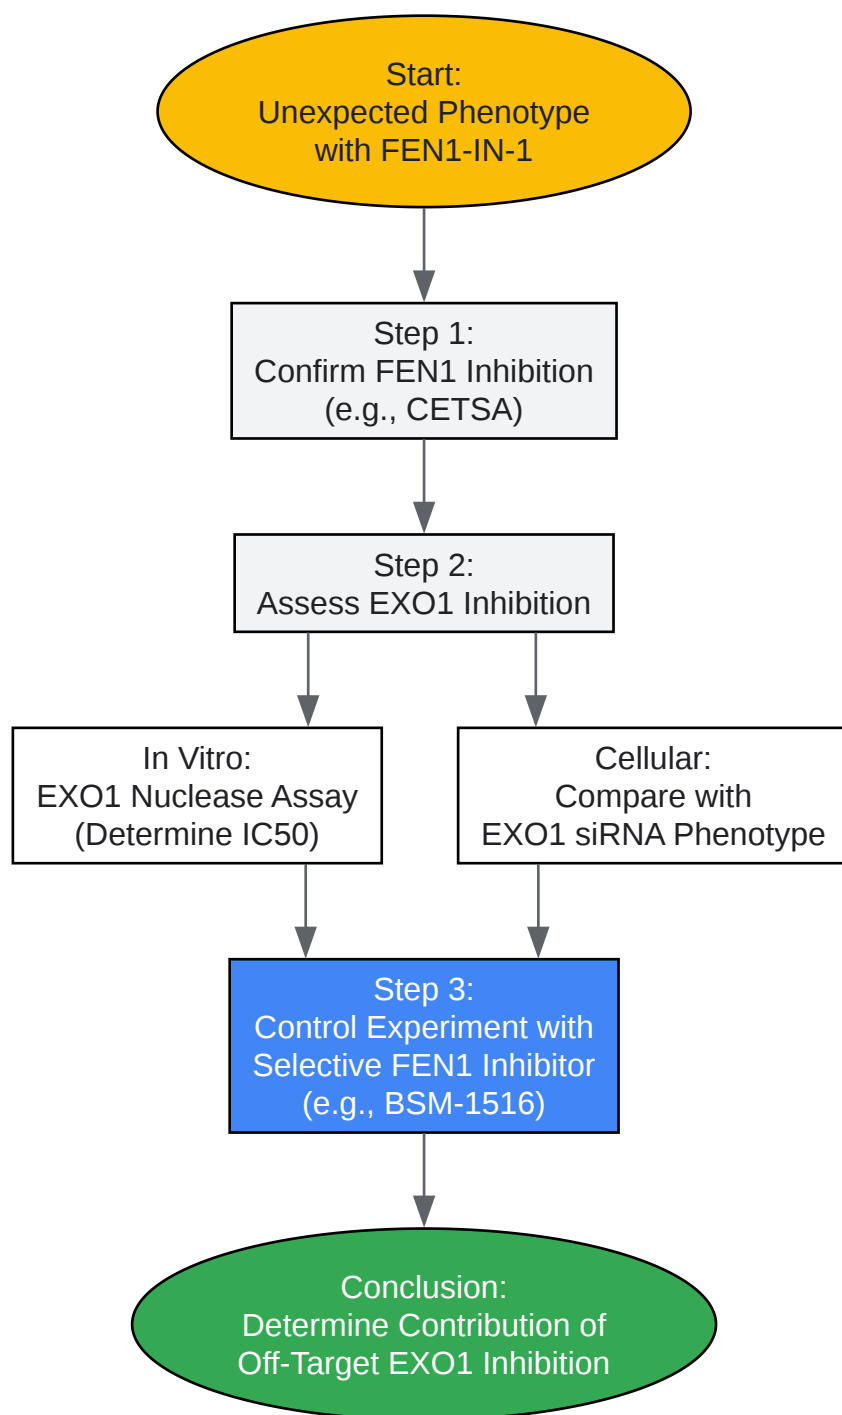 Start:
Unexpected Phenotype
with FEN1-IN-1
Step 1:
Confirm FEN1 Inhibition
(e.g., CETSA)
Step 2:
Assess EXO1 Inhibition
In Vitro:
EXO1 Nuclease Assay
(Determine IC50)
Cellular:
Compare with
EXO1 siRNA Phenotype
Step 3:
Control Experiment with
Selective FEN1 Inhibitor
(e.g., BSM-1516)
Conclusion:
Determine Contribution of
Off-Target EXO1 Inhibition